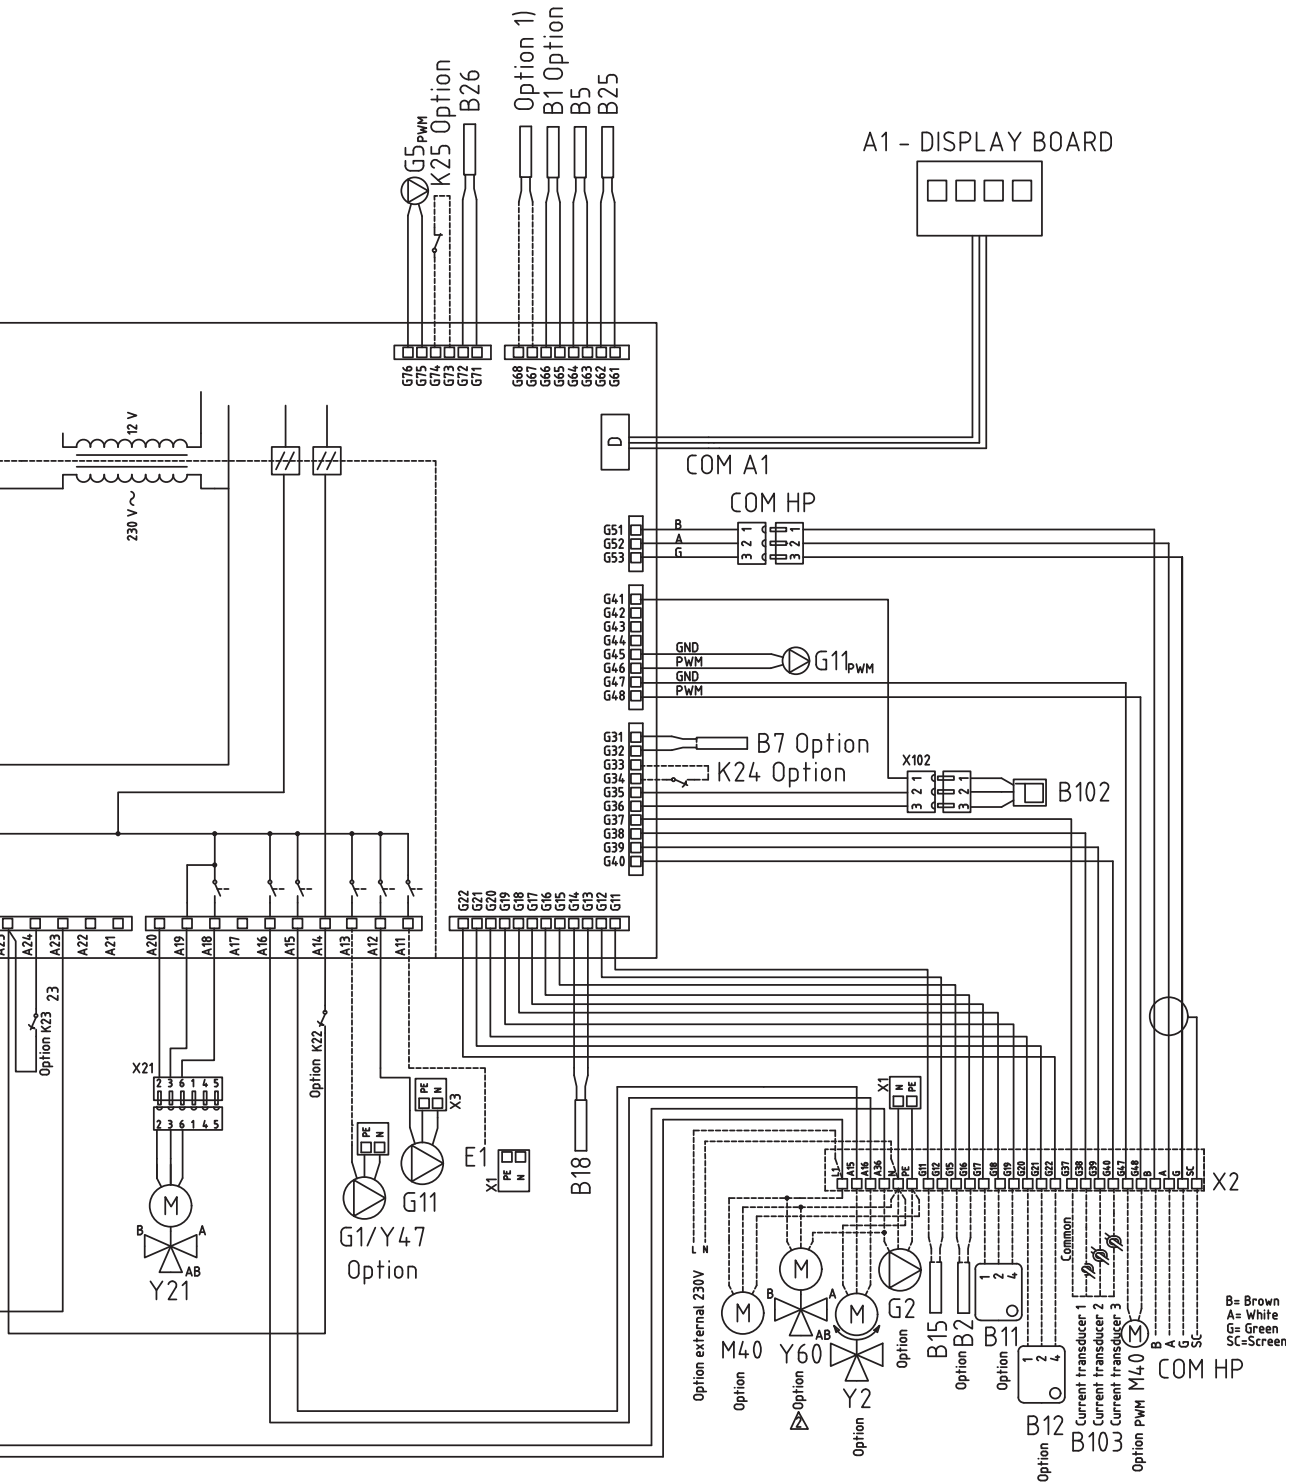 Option 1)
B1 Option
B5
B25
B26
K25 Option
G5PWM
A1 - DISPLAY BOARD
G76
G75
G74
G73
G72
G71
G68
G67
G66
G65
G64
G63
G62
G61
12 V
230 V ~
D
COM A1
COM HP
G51
G52
G53
B
A
G
1
2
3
1
2
3
G41
G42
G43
G44
G45
G46
G47
G48
GND
PWM
GND
PWM
G11PWM
G31
G32
G33
G34
G35
G36
G37
G38
G39
G40
B7 Option
K24 Option
X102
1
2
3
1
2
3
B102
G22
G21
G20
G19
G18
G17
G16
G15
G14
G13
G12
G11
A25
A24
A23
A22
A21
A20
A19
A18
A17
A16
A15
A14
A13
A12
A11
23
Option K23
Option K22
X21
2 3 6 1 4 5
2 3 6 1 4 5
M
B
A
AB
Y21
PE
N
G1/Y47
Option
PE
N
X3
G11
E1
X1
PE
N
B18
X1
N
PE
L1
A15
A16
A36
N
PE
G11
G12
G15
G16
G17
G18
G19
G20
G21
G22
G37
G38
G39
G40
G47
G48
B
A
G
SC
X2
L N
Option external 230V
M
M40
Option
M
B
A
AB
Y60
Option
2
M
Y2
Option
G2
Option
B15
B2
Option
1 2 4
B11
Option
1 2 4
B12
Option
Common
Current transducer 1
Current transducer 2
Current transducer 3
B103
M
M40
Option PWM
B
A
G
SC
COM HP
B= Brown
A= White
G= Green
SC=Screen